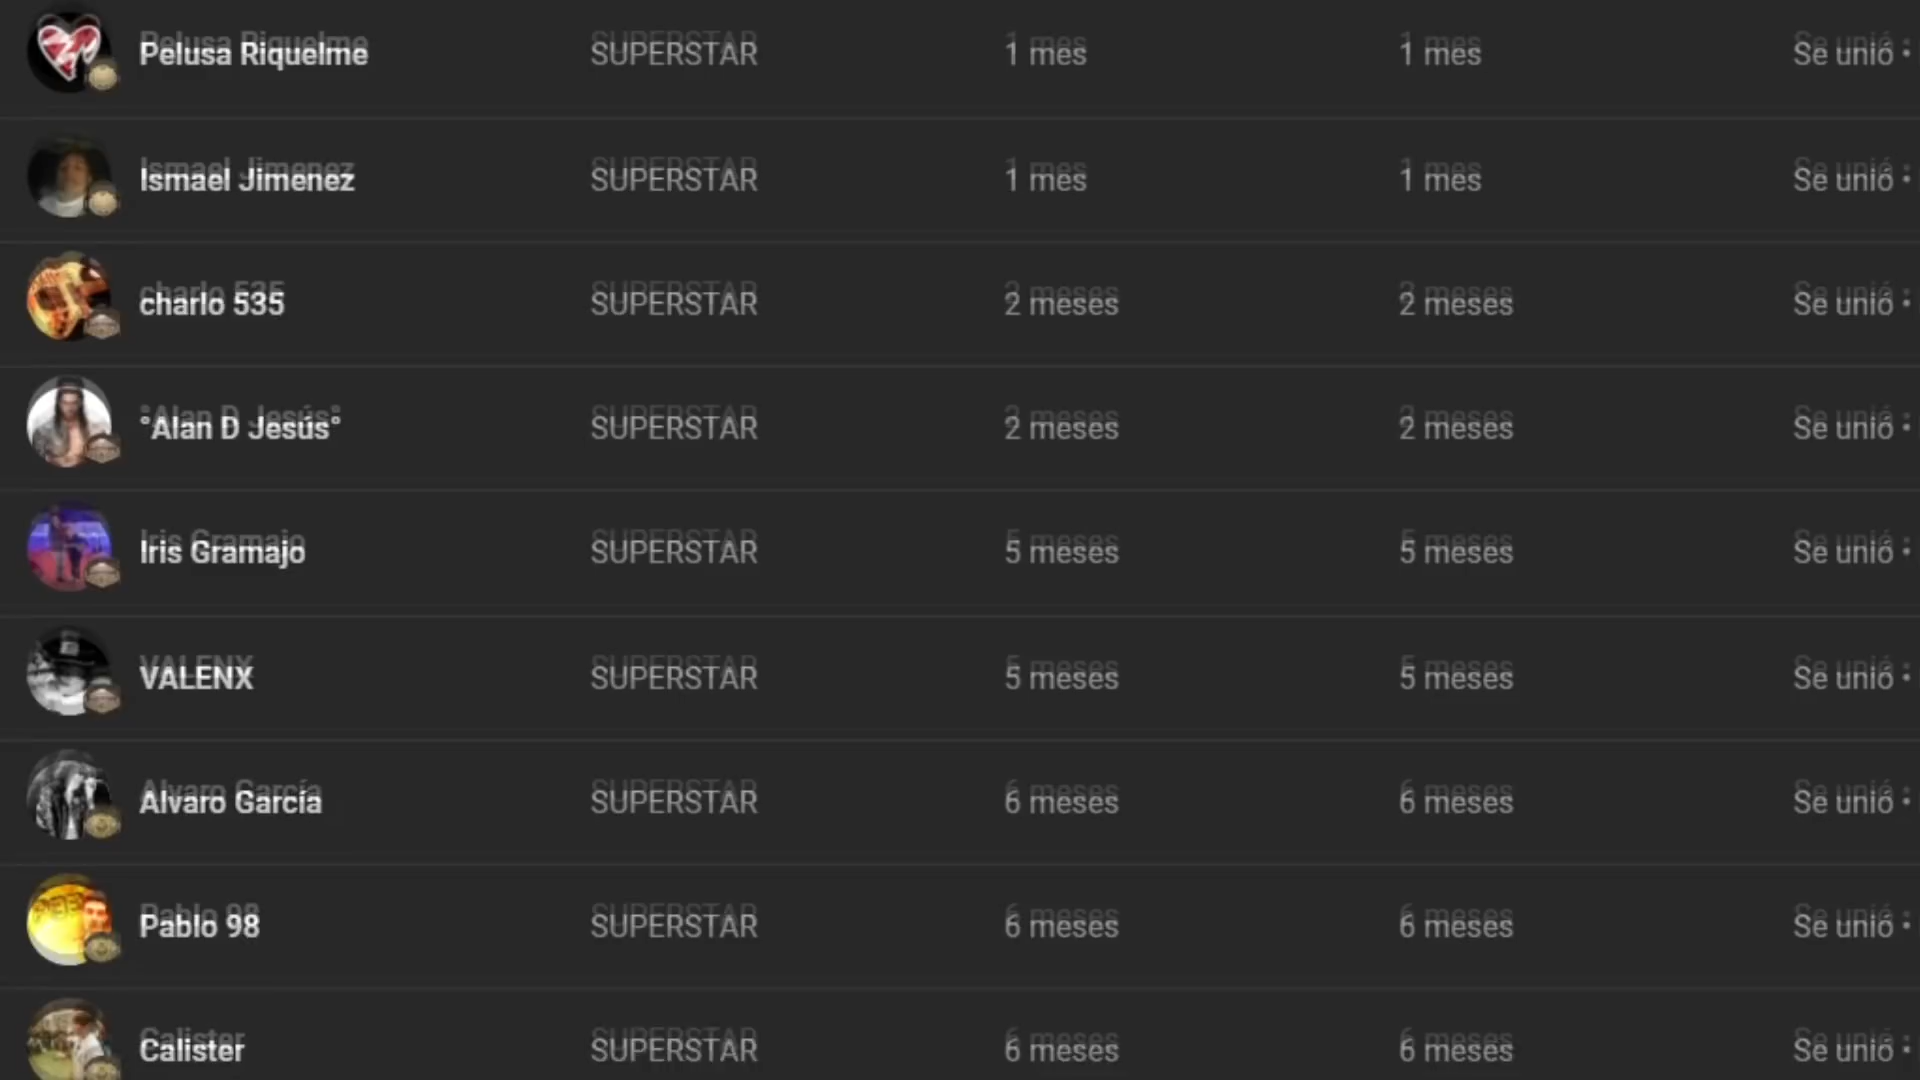 Pelusa Riquelme SUPERSTAR 1 mes 1 mes Se unió •
Ismael Jimenez SUPERSTAR 1 mes 1 mes Se unió •
charlo 535 SUPERSTAR 2 meses 2 meses Se unió •
°Alan D Jesús° SUPERSTAR 2 meses 2 meses Se unió •
Iris Gramajo SUPERSTAR 5 meses 5 meses Se unió •
VALENX SUPERSTAR 5 meses 5 meses Se unió •
Alvaro García SUPERSTAR 6 meses 6 meses Se unió •
Pablo 98 SUPERSTAR 6 meses 6 meses Se unió •
Calister SUPERSTAR 6 meses 6 meses Se unió •